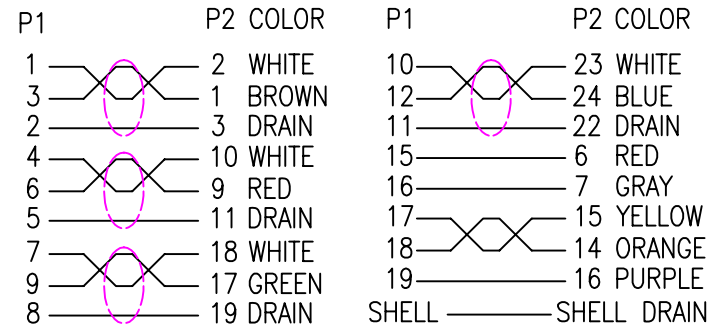 P1 P2 COLOR
1 2 WHITE
3 1 BROWN
2 3 DRAIN
4 10 WHITE
6 9 RED
5 11 DRAIN
7 18 WHITE
9 17 GREEN
8 19 DRAIN
P1 P2 COLOR
10 23 WHITE
12 24 BLUE
11 22 DRAIN
15 6 RED
16 7 GRAY
17 15 YELLOW
18 14 ORANGE
19 16 PURPLE
SHELL SHELL DRAIN